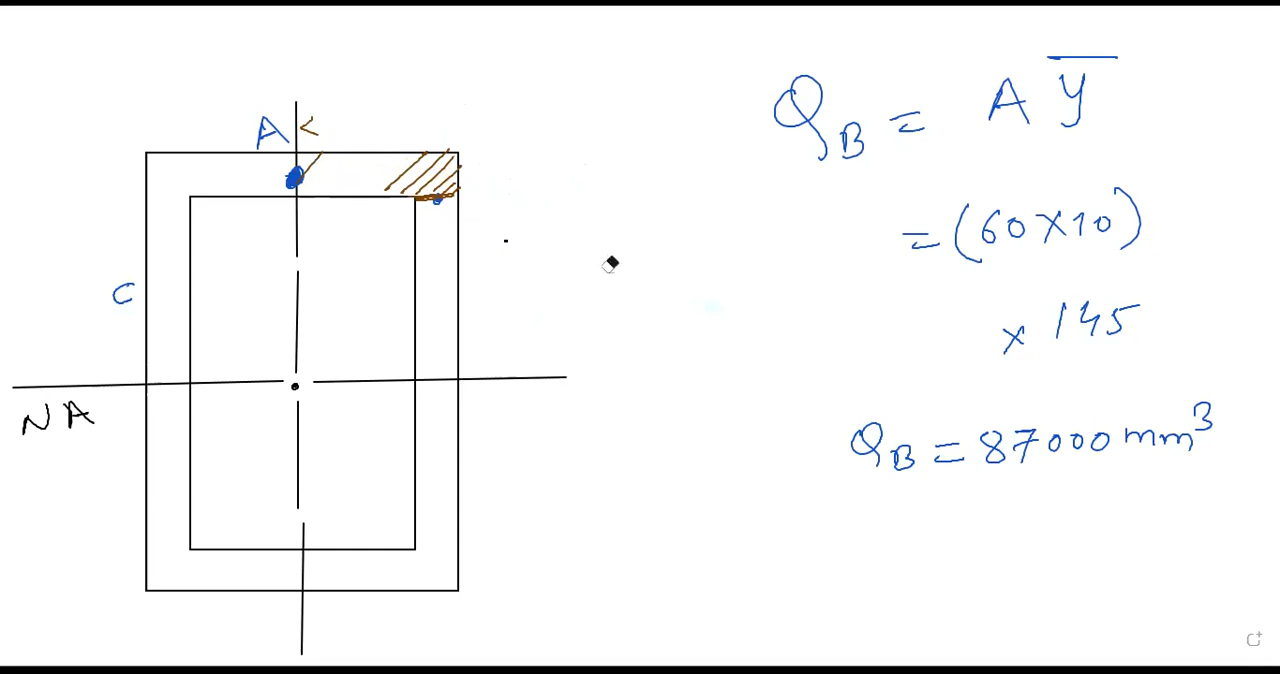 A <
C
NA
Q_B = A y̅
= (60×10)
× 145
Q_B = 87000 mm³